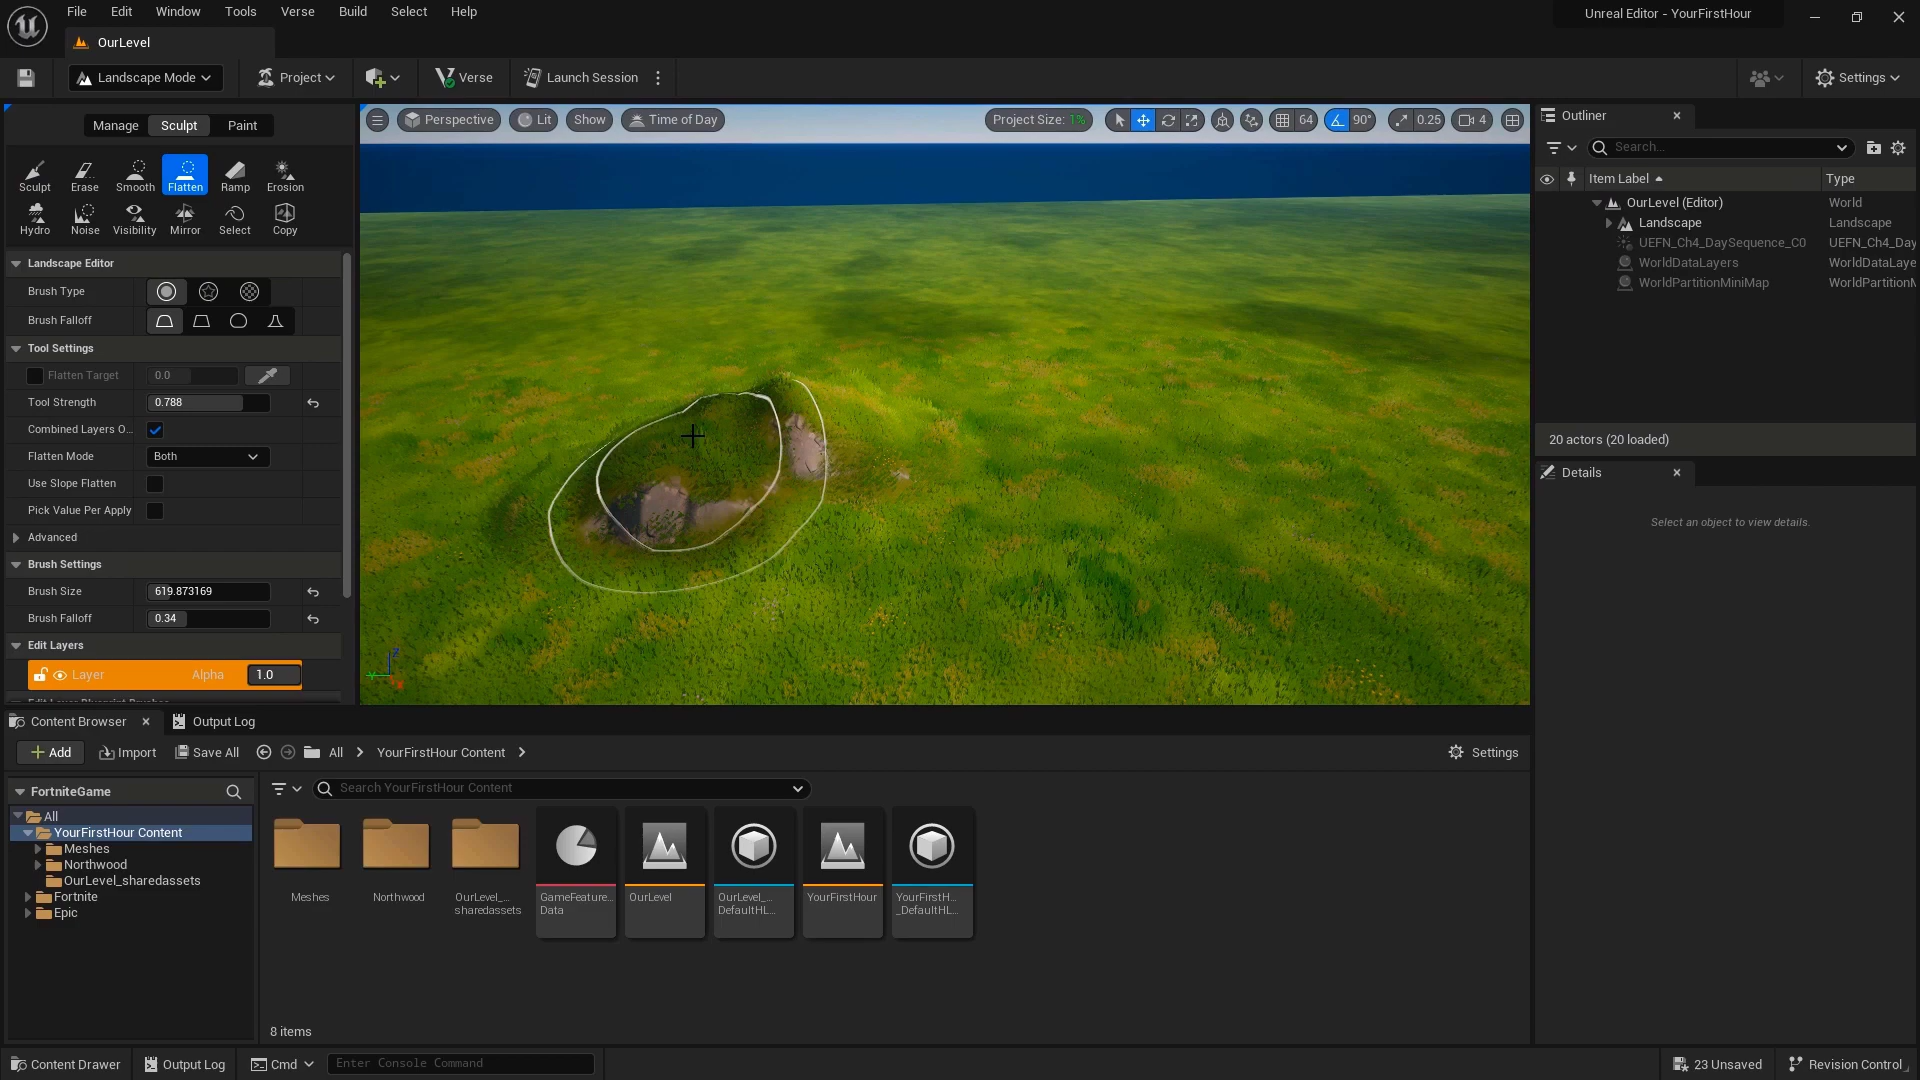 File Edit Window Tools Verse Build Select Help
Unreal Editor - YourFirstHour
OurLevel
Landscape Mode Project Verse Launch Session Settings
Manage Sculpt Paint
Sculpt Erase Smooth Flatten Ramp Erosion
Hydro Noise Visibility Mirror Select Copy
Landscape Editor
Brush Type
Brush Falloff
Tool Settings
Flatten Target 0.0
Tool Strength 0.788
Combined Layers O...
Flatten Mode Both
Use Slope Flatten
Pick Value Per Apply
Advanced
Brush Settings
Brush Size 619.873169
Brush Falloff 0.34
Edit Layers
Layer Alpha 1.0
Perspective Lit Show Time of Day Project Size: 1% 64 90° 0.25 4
Outliner
Search...
Item Label Type
OurLevel (Editor) World
Landscape Landscape
UEFN_Ch4_DaySequence_C0 UEFN_Ch4_Day
WorldDataLayers WorldDataLaye
WorldPartitionMiniMap WorldPartitionM
20 actors (20 loaded)
Details
Select an object to view details.
Content Browser Output Log
Add Import Save All All YourFirstHour Content Settings
FortniteGame
All
YourFirstHour Content
Meshes
Northwood
OurLevel_sharedassets
Fortnite
Epic
Search YourFirstHour Content
Meshes
Northwood
OurLevel_...
sharedassets
GameFeature...
Data
OurLevel
OurLevel_...
DefaultHL...
YourFirstHour
YourFirstH...
_DefaultHL...
8 items
Content Drawer Output Log Cmd Enter Console Command 23 Unsaved Revision Control